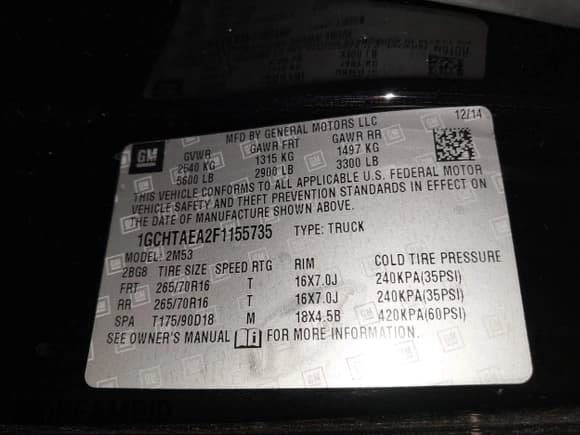 MFD BY GENERAL MOTORS LLC
12/14
GM
GVWR GAWR FRT GAWR RR
2540 KG 1315 KG 1497 KG
5600 LB 2900 LB 3300 LB
THIS VEHICLE CONFORMS TO ALL APPLICABLE U.S. FEDERAL MOTOR
VEHICLE SAFETY AND THEFT PREVENTION STANDARDS IN EFFECT ON
THE DATE OF MANUFACTURE SHOWN ABOVE.
1GCHTAEA2F1155735 TYPE: TRUCK
MODEL: 2M53
2BG8 TIRE SIZE SPEED RTG RIM COLD TIRE PRESSURE
FRT 265/70R16 T 16X7.0J 240KPA(35PSI)
RR 265/70R16 T 16X7.0J 240KPA(35PSI)
SPA T175/90D18 M 18X4.5B 420KPA(60PSI)
SEE OWNER'S MANUAL FOR MORE INFORMATION.